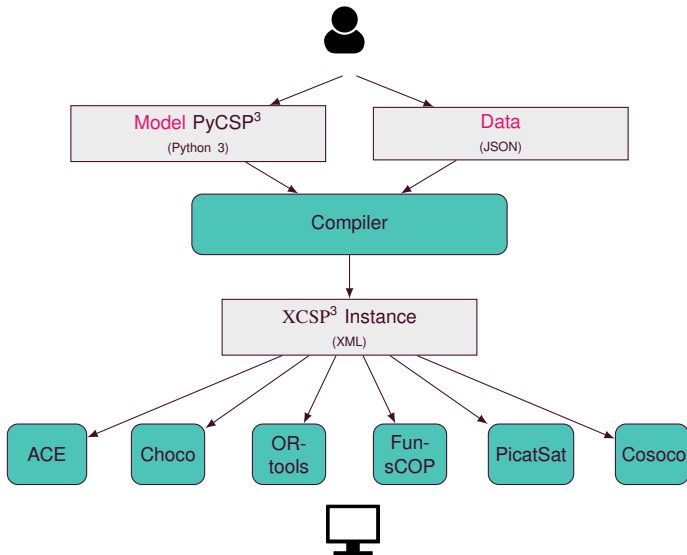 Model PyCSP³
(Python 3)
Data
(JSON)
Compiler
XCSP³ Instance
(XML)
ACE
Choco
OR-
tools
Fun-
sCOP
PicatSat
Cosoco